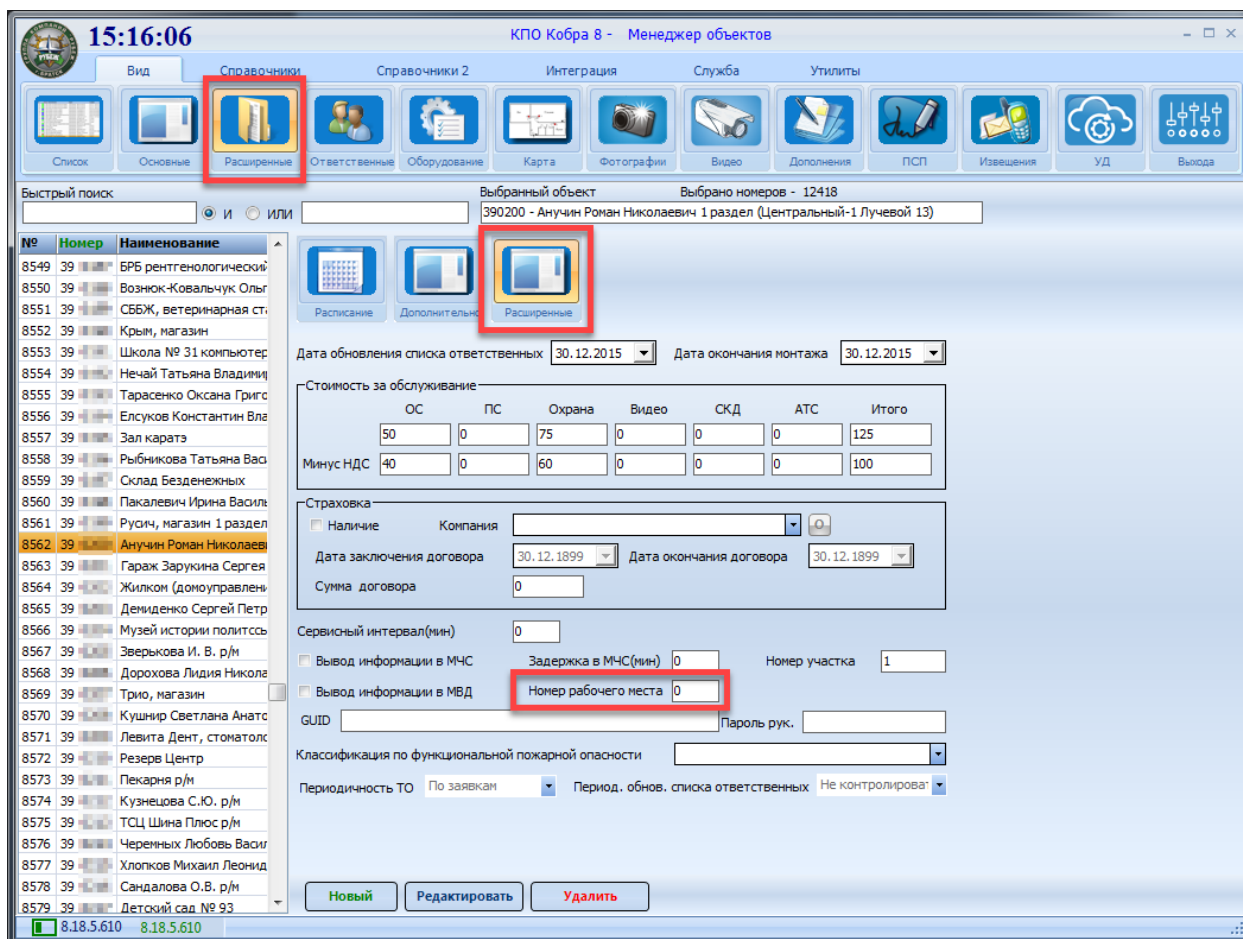 15:16:06 КПО Кобра 8 - Менеджер объектов
Вид Справочники Справочники 2 Интеграция Служба Утилиты
Список Основные Расширенные Ответственные Оборудование Карта Фотографии Видео Дополнения ПСП Извещения УД Выхода
Быстрый поиск Выбранный объект Выбрано номеров - 12418
И ИЛИ 390200 - Анучин Роман Николаевич 1 раздел (Центральный-1 Лучевой 13)
№ Номер Наименование
8549 39 БРБ рентгенологический
8550 39 Вознюк-Ковальчук Ольг
8551 39 СББЖ, ветеринарная ста
8552 39 Крым, магазин
8553 39 Школа № 31 компьютер
8554 39 Нечай Татьяна Владими
8555 39 Тарасенко Оксана Григо
8556 39 Елсуков Константин Вла
8557 39 Зал каратэ
8558 39 Рыбникова Татьяна Васи
8559 39 Склад Безденежных
8560 39 Пакалевич Ирина Василь
8561 39 Русич, магазин 1 раздел
8562 39 Анучин Роман Николаеви
8563 39 Гараж Зарукина Сергея
8564 39 Жилком (домоуправлени
8565 39 Демиденко Сергей Петр
8566 39 Музей истории политссь
8567 39 Зверькова И. В. р/м
8568 39 Дорохова Лидия Никола
8569 39 Трио, магазин
8570 39 Кушнир Светлана Анато
8571 39 Левита Дент, стоматоло
8572 39 Резерв Центр
8573 39 Пекарня р/м
8574 39 Кузнецова С.Ю. р/м
8575 39 ТСЦ Шина Плюс р/м
8576 39 Черемных Любовь Васил
8577 39 Хлопков Михаил Леонид
8578 39 Сандалова О.В. р/м
8579 39 Детский сад № 93
Расписание Дополнительно Расширенные
Дата обновления списка ответственных 30.12.2015 Дата окончания монтажа 30.12.2015
Стоимость за обслуживание
ОС ПС Охрана Видео СКД АТС Итого
50 0 75 0 0 0 125
Минус НДС 40 0 60 0 0 0 100
Страховка
Наличие Компания
Дата заключения договора 30.12.1899 Дата окончания договора 30.12.1899
Сумма договора 0
Сервисный интервал(мин) 0
Вывод информации в МЧС Задержка в МЧС(мин) 0 Номер участка 1
Вывод информации в МВД Номер рабочего места 0
GUID Пароль рук.
Классификация по функциональной пожарной опасности
Периодичность ТО По заявкам Период. обнов. списка ответственных Не контролироват
Новый Редактировать Удалить
8.18.5.610 8.18.5.610